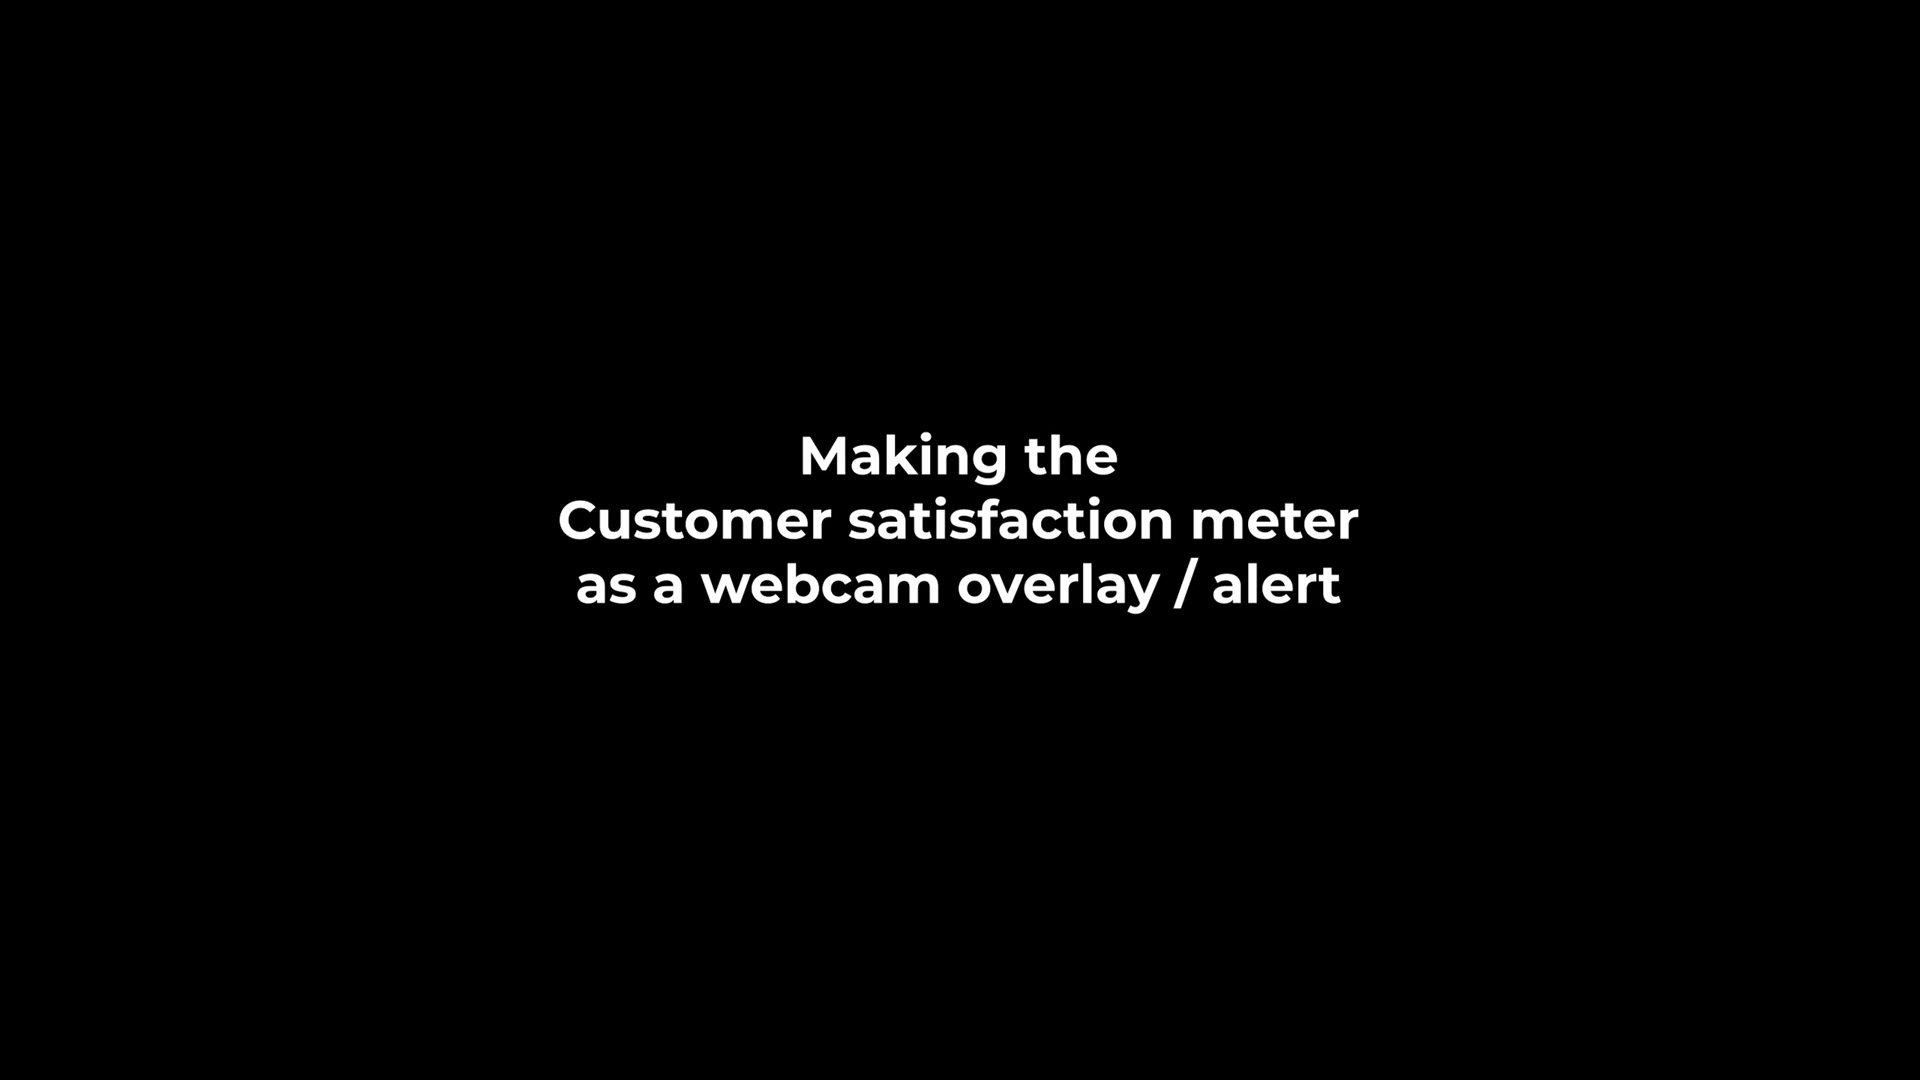 Making the
Customer satisfaction meter
as a webcam overlay / alert